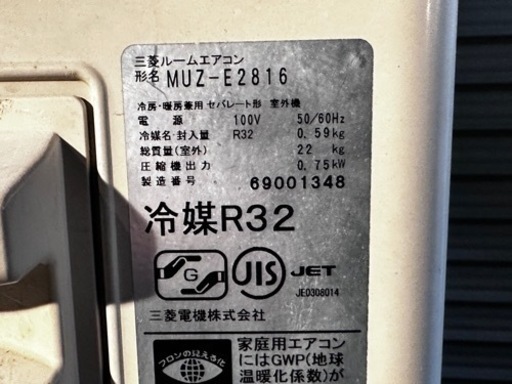 三菱ルームエアコン
形名 MUZ-E2816
冷房・暖房兼用 セパレート形 室外機
電源 100V 50/60Hz
冷媒名・封入量 R32 0.59kg
総質量(室外) 22 kg
圧縮機出力 0.75kW
製造番号 69001348
冷媒R32
G JIS JET
JE0308014
三菱電機株式会社
フロンの見える化
家庭用エアコン
にはGWP(地球
温暖化係数)が